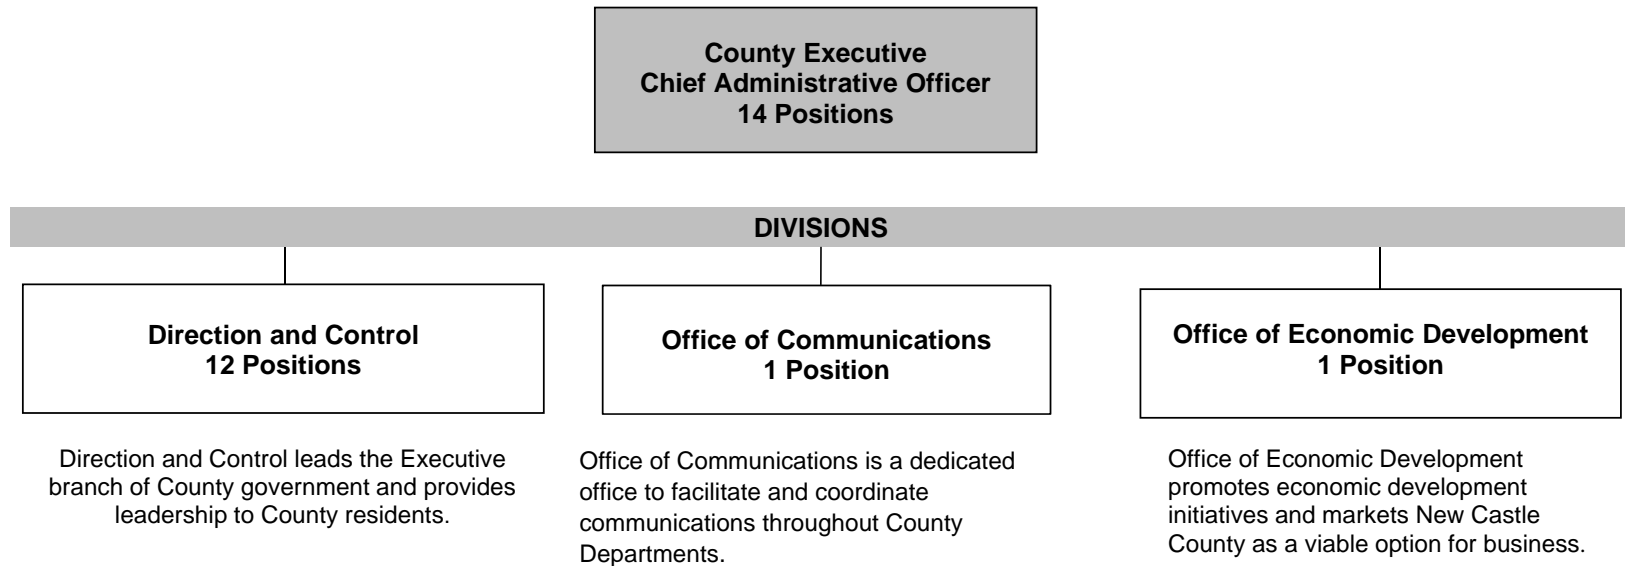 County Executive
Chief Administrative Officer
14 Positions
DIVISIONS
Direction and Control
12 Positions
Office of Communications
1 Position
Office of Economic Development
1 Position
Direction and Control leads the Executive
branch of County government and provides
leadership to County residents.
Office of Communications is a dedicated
office to facilitate and coordinate
communications throughout County
Departments.
Office of Economic Development
promotes economic development
initiatives and markets New Castle
County as a viable option for business.